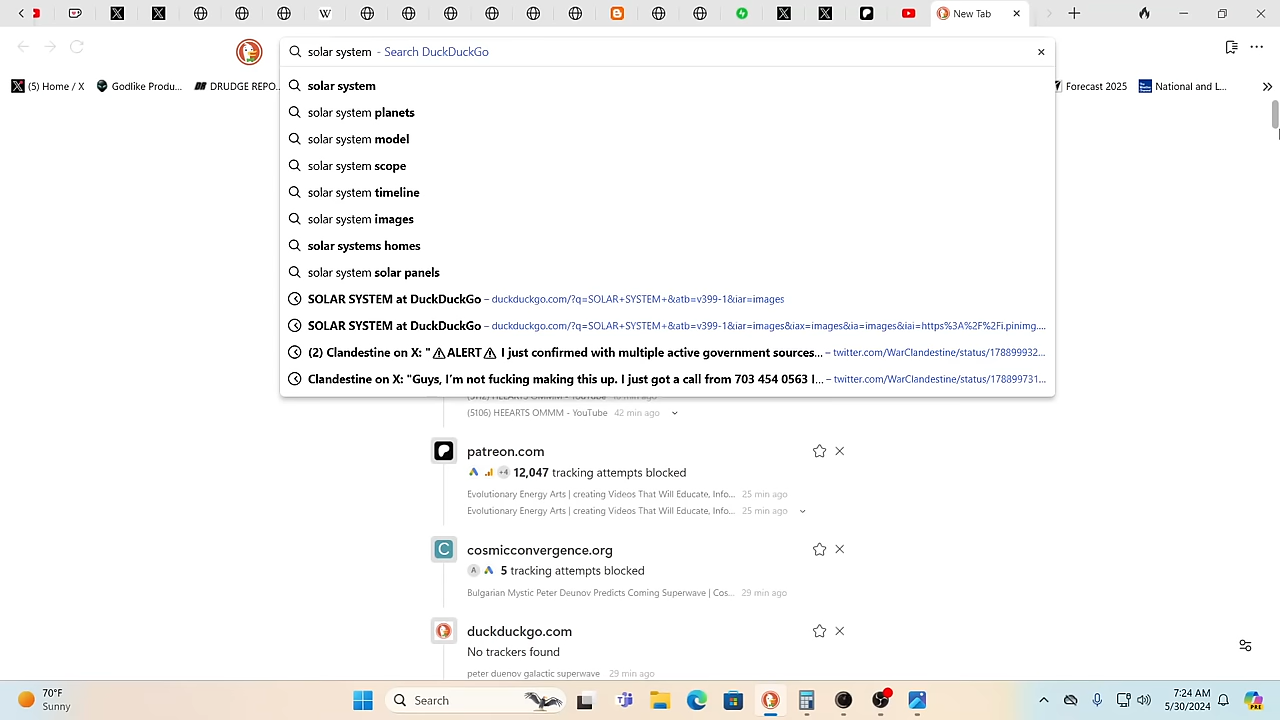 New Tab
solar system - Search DuckDuckGo
(5) Home / X
Godlike Produ...
DRUDGE REPO...
Forecast 2025
National and L...
solar system
solar system planets
solar system model
solar system scope
solar system timeline
solar system images
solar systems homes
solar system solar panels
SOLAR SYSTEM at DuckDuckGo – duckduckgo.com/?q=SOLAR+SYSTEM+&atb=v399-1&iar=images
SOLAR SYSTEM at DuckDuckGo – duckduckgo.com/?q=SOLAR+SYSTEM+&atb=v399-1&iar=images&iax=images&ia=images&iai=https%3A%2F%2Fi.pinimg....
(2) Clandestine on X: "⚠ALERT⚠ I just confirmed with multiple active government sources... – twitter.com/WarClandestine/status/178899932...
Clandestine on X: "Guys, I'm not fucking making this up. I just got a call from 703 454 0563 I... – twitter.com/WarClandestine/status/178899731...
(5106) HEEARTS OMMM - YouTube 42 min ago
patreon.com
+4 12,047 tracking attempts blocked
Evolutionary Energy Arts | creating Videos That Will Educate, Info... 25 min ago
Evolutionary Energy Arts | creating Videos That Will Educate, Info... 25 min ago
C
cosmicconvergence.org
A 5 tracking attempts blocked
Bulgarian Mystic Peter Deunov Predicts Coming Superwave | Cos... 29 min ago
duckduckgo.com
No trackers found
peter duenov galactic superwave 29 min ago
70°F
Sunny
Search
7:24 AM
5/30/2024